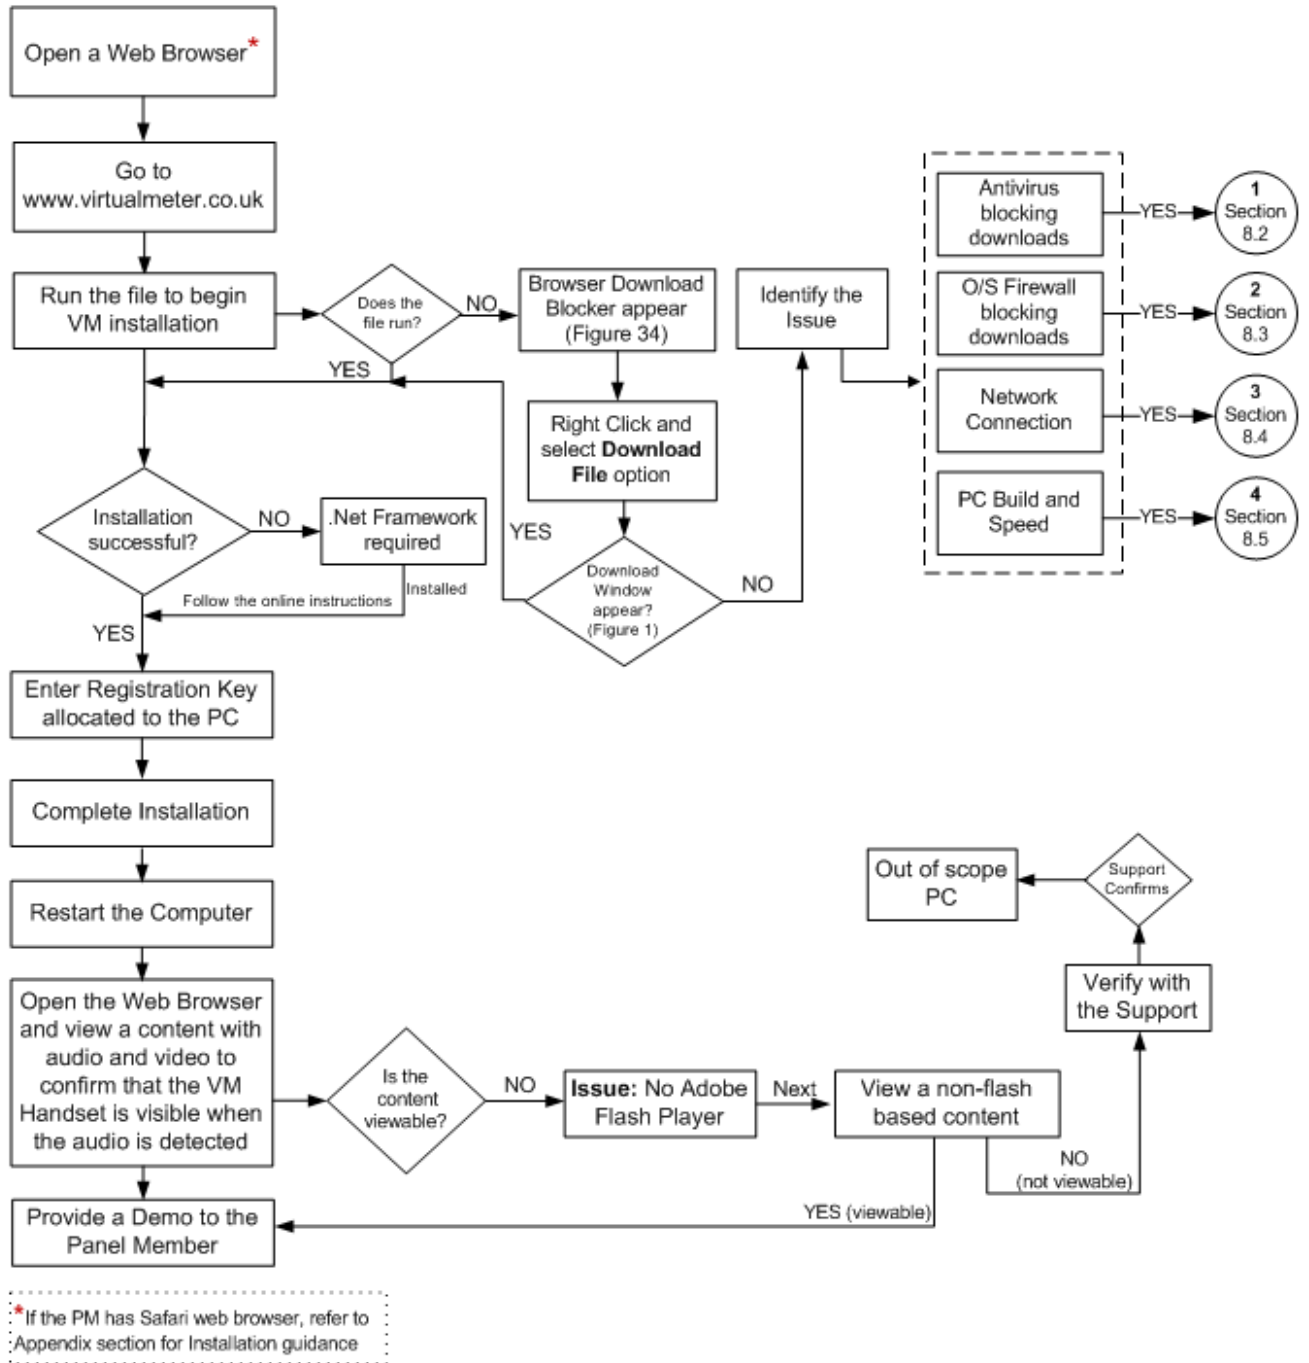 Open a Web Browser*
Go to
www.virtualmeter.co.uk
Run the file to begin
VM installation
Does the
file run?
NO
YES
Browser Download
Blocker appear
(Figure 34)
Right Click and
select Download
File option
Download
Window
appear?
(Figure 1)
YES
NO
Identify the
Issue
Antivirus
blocking
downloads
YES
1
Section
8.2
O/S Firewall
blocking
downloads
YES
2
Section
8.3
Network
Connection
YES
3
Section
8.4
PC Build and
Speed
YES
4
Section
8.5
Installation
successful?
NO
.Net Framework
required
Installed
Follow the online instructions
YES
Enter Registration Key
allocated to the PC
Complete Installation
Restart the Computer
Open the Web Browser
and view a content with
audio and video to
confirm that the VM
Handset is visible when
the audio is detected
Is the
content
viewable?
NO
Issue: No Adobe
Flash Player
Next
View a non-flash
based content
NO
(not viewable)
YES (viewable)
Verify with
the Support
Support
Confirms
Out of scope
PC
Provide a Demo to the
Panel Member
*If the PM has Safari web browser, refer to
Appendix section for Installation guidance